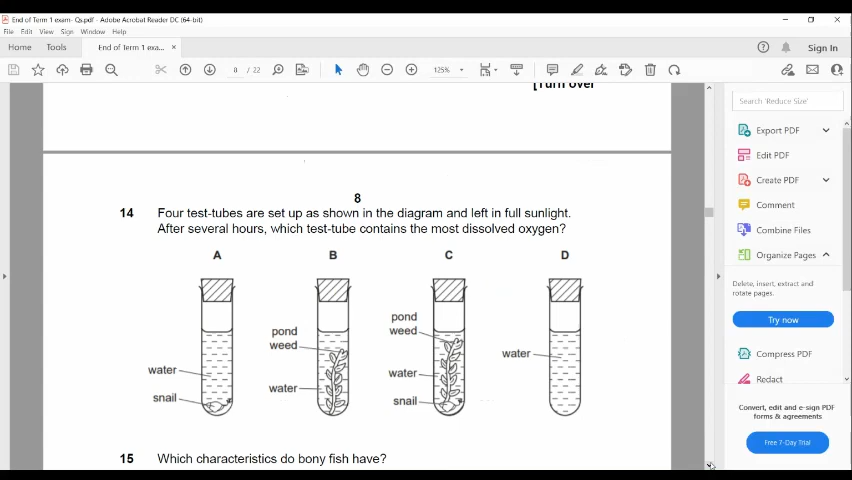 End of Term 1 exam- Qs.pdf - Adobe Acrobat Reader DC (64-bit)
File Edit View Sign Window Help
Home Tools End of Term 1 exa... × Sign In
8 / 22 125%
[Turn over
Search 'Reduce Size'
Export PDF
Edit PDF
Create PDF
Comment
Combine Files
Organize Pages
Delete, insert, extract and
rotate pages.
Try now
Compress PDF
Redact
Convert, edit and e-sign PDF
forms & agreements
Free 7-Day Trial
8
14 Four test-tubes are set up as shown in the diagram and left in full sunlight.
After several hours, which test-tube contains the most dissolved oxygen?
A B C D
water
snail
pond
weed
water
pond
weed
water
snail
water
15 Which characteristics do bony fish have?